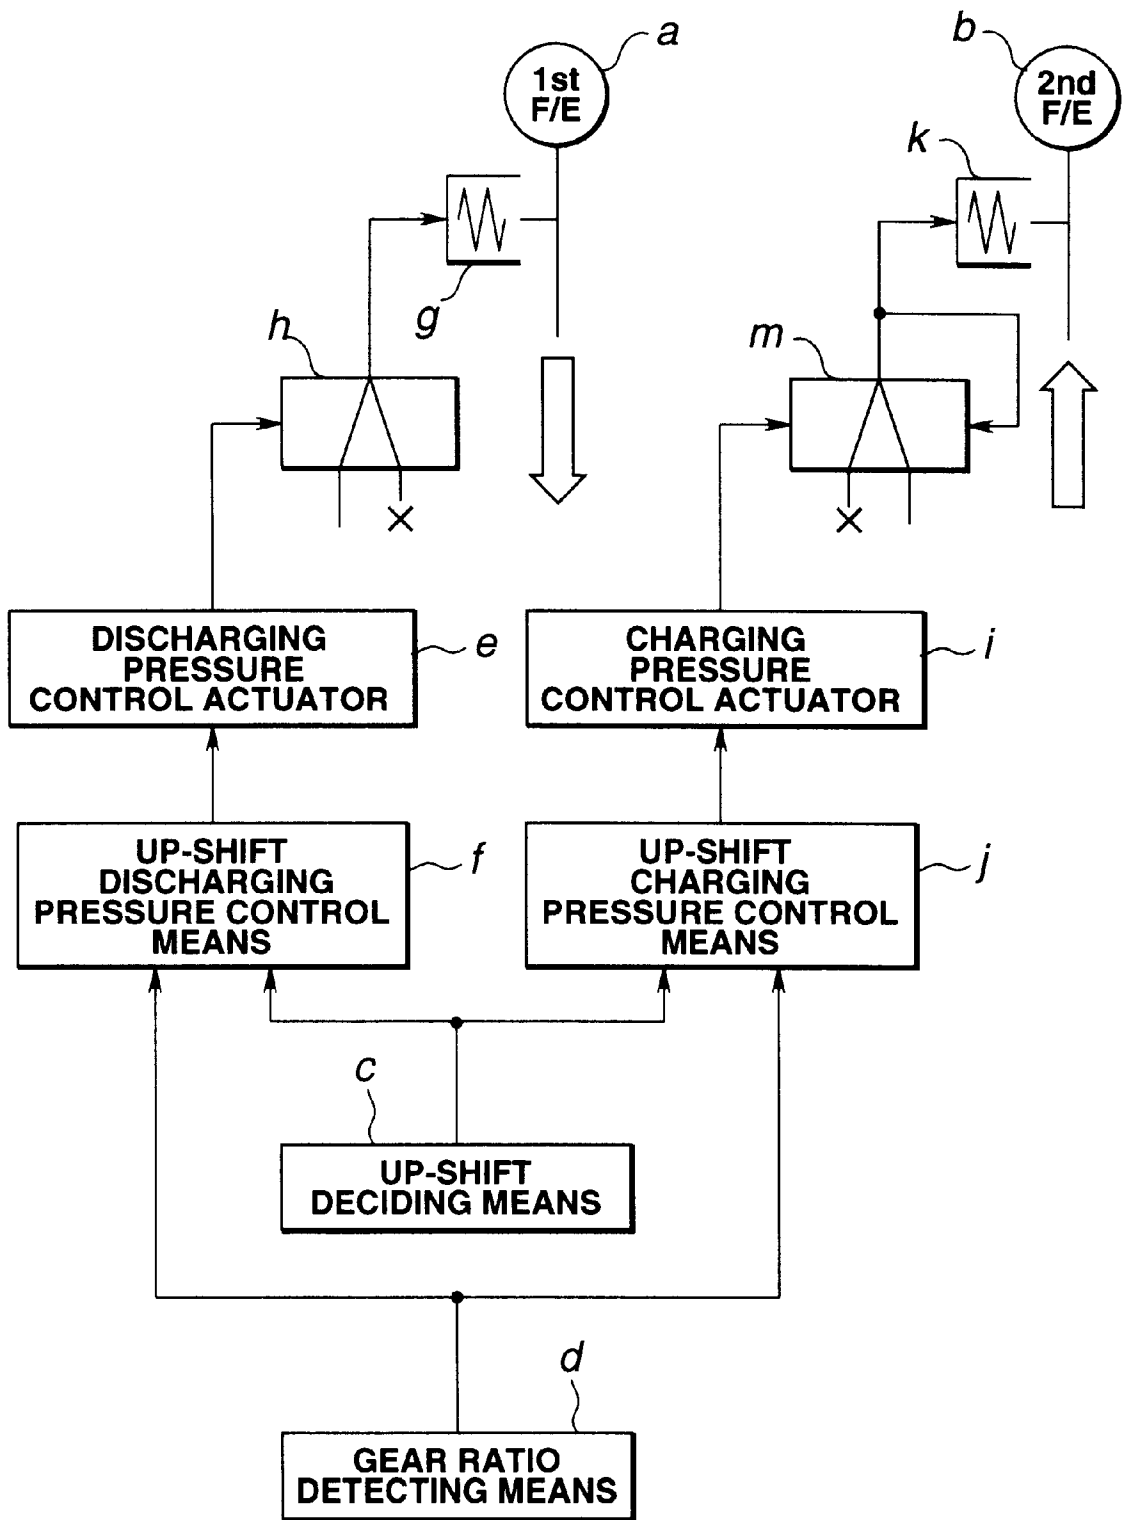 a
1st
F/E
b
2nd
F/E
k
g
h
m
DISCHARGING
PRESSURE
CONTROL ACTUATOR
e
CHARGING
PRESSURE
CONTROL ACTUATOR
i
UP-SHIFT
DISCHARGING
PRESSURE CONTROL
MEANS
f
UP-SHIFT
CHARGING
PRESSURE CONTROL
MEANS
j
c
UP-SHIFT
DECIDING MEANS
d
GEAR RATIO
DETECTING MEANS